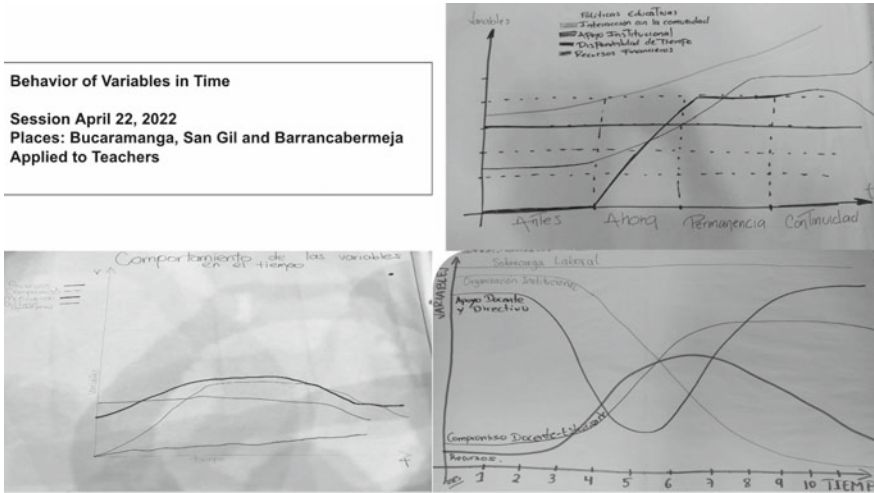 Behavior of Variables in Time
Session April 22, 2022
Places: Bucaramanga, San Gil and Barrancabermeja
Applied to Teachers
Variables
Políticas Educativas
Interacción en la comunidad
Apoyo Institucional
Disponibilidad de Tiempo
Recursos Financieros
t
Antes Ahora Permanencia Continuidad
Comportamiento de las variables
en el tiempo
V
t
VARIABLES
Sobrecarga Laboral
Organización Institucional
Apoyo Docente
y Directivo
Compromiso Docente-Estudiante
Recursos.
1 2 3 4 5 6 7 8 9 10 TIEMP